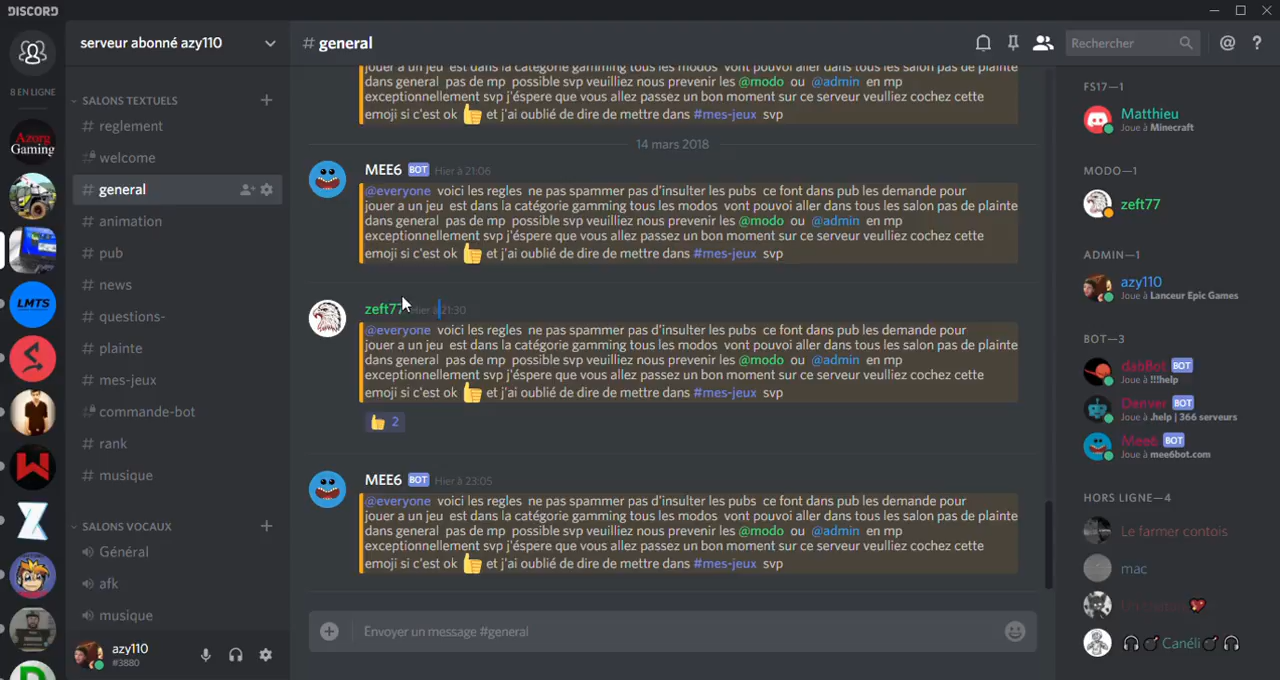 DISCORD
8 EN LIGNE
Azorg
Gaming
LMTS
serveur abonné azy110
SALONS TEXTUELS
# reglement
welcome
# general
# animation
# pub
# news
# questions-
# plainte
# mes-jeux
commande-bot
# rank
# musique
SALONS VOCAUX
Général
afk
musique
azy110
#3880
# general
Rechercher
@ ?
jouer a un jeu est dans la catégorie gamming tous les modos vont pouvoi aller dans tous les salon pas de plainte
dans general pas de mp possible svp veuilliez nous prevenir les @modo ou @admin en mp
exceptionnellement svp j'éspere que vous allez passez un bon moment sur ce serveur veulliez cochez cette
emoji si c'est ok 👍 et j'ai oublié de dire de mettre dans #mes-jeux svp
14 mars 2018
MEE6 BOT Hier à 21:06
@everyone voici les regles ne pas spammer pas d'insulter les pubs ce font dans pub les demande pour
jouer a un jeu est dans la catégorie gamming tous les modos vont pouvoi aller dans tous les salon pas de plainte
dans general pas de mp possible svp veuilliez nous prevenir les @modo ou @admin en mp
exceptionnellement svp j'éspere que vous allez passez un bon moment sur ce serveur veulliez cochez cette
emoji si c'est ok 👍 et j'ai oublié de dire de mettre dans #mes-jeux svp
zeft77 Hier à 21:30
@everyone voici les regles ne pas spammer pas d'insulter les pubs ce font dans pub les demande pour
jouer a un jeu est dans la catégorie gamming tous les modos vont pouvoi aller dans tous les salon pas de plainte
dans general pas de mp possible svp veuilliez nous prevenir les @modo ou @admin en mp
exceptionnellement svp j'éspere que vous allez passez un bon moment sur ce serveur veulliez cochez cette
emoji si c'est ok 👍 et j'ai oublié de dire de mettre dans #mes-jeux svp
👍 2
MEE6 BOT Hier à 23:05
@everyone voici les regles ne pas spammer pas d'insulter les pubs ce font dans pub les demande pour
jouer a un jeu est dans la catégorie gamming tous les modos vont pouvoi aller dans tous les salon pas de plainte
dans general pas de mp possible svp veuilliez nous prevenir les @modo ou @admin en mp
exceptionnellement svp j'éspere que vous allez passez un bon moment sur ce serveur veulliez cochez cette
emoji si c'est ok 👍 et j'ai oublié de dire de mettre dans #mes-jeux svp
Envoyer un message #general
FS17—1
Matthieu
Joue à Minecraft
MODO—1
zeft77
ADMIN—1
azy110
Joue à Lanceur Epic Games
BOT—3
dabBot BOT
Joue à !!!help
Denver BOT
Joue à .help | 366 serveurs
Mee6 BOT
Joue à mee6bot.com
HORS LIGNE—4
Le farmer contois
mac
🎧♂Canéli♂🎧